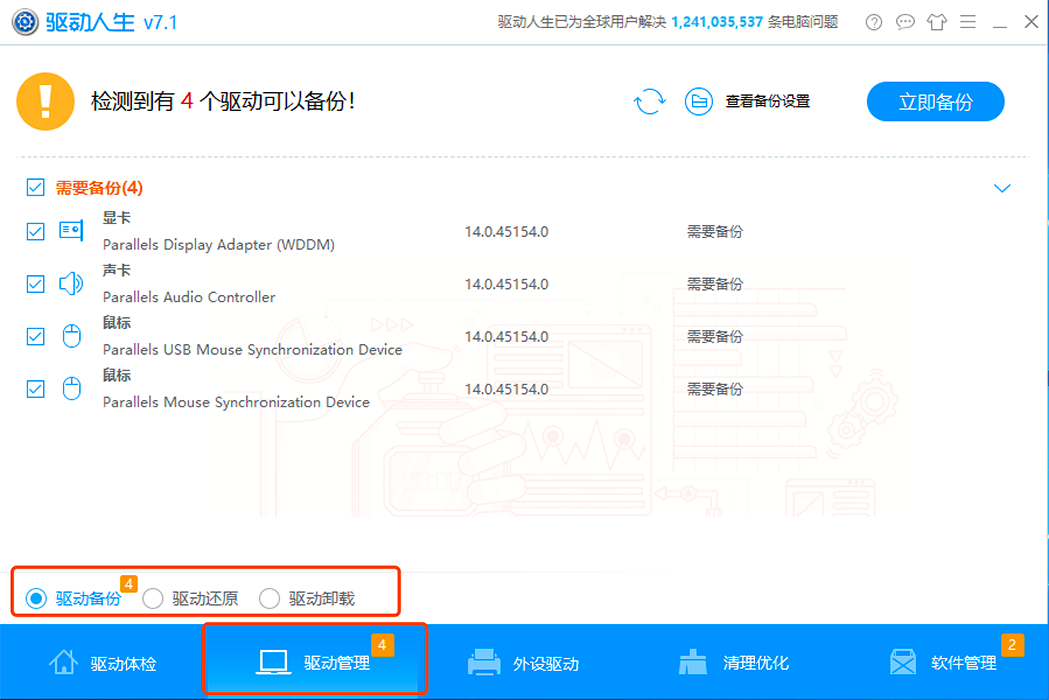 驱动人生 v7.1
驱动人生已为全球用户解决 1,241,035,537 条电脑问题
检测到有 4 个驱动可以备份！
查看备份设置
立即备份
需要备份(4)
显卡
Parallels Display Adapter (WDDM)
14.0.45154.0
需要备份
声卡
Parallels Audio Controller
14.0.45154.0
需要备份
鼠标
Parallels USB Mouse Synchronization Device
14.0.45154.0
需要备份
鼠标
Parallels Mouse Synchronization Device
14.0.45154.0
需要备份
驱动备份 4
驱动还原
驱动卸载
驱动体检
驱动管理 4
外设驱动
清理优化
软件管理 2